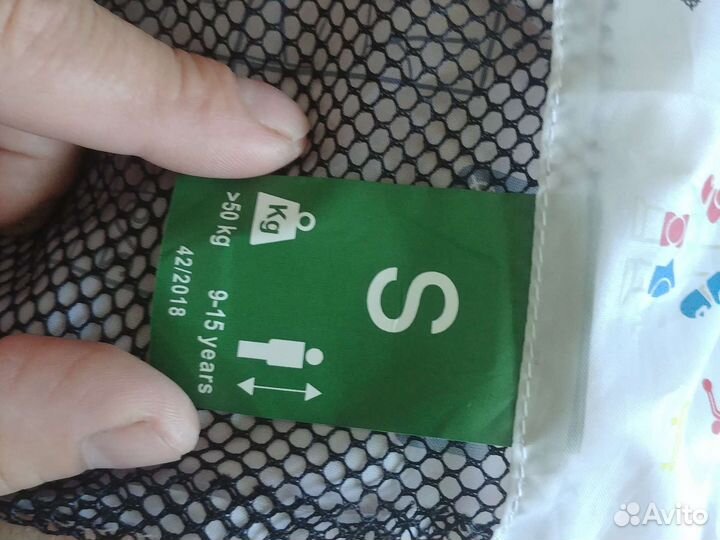 S
Kg
>50 kg
9-15 years
42/2018
Avito